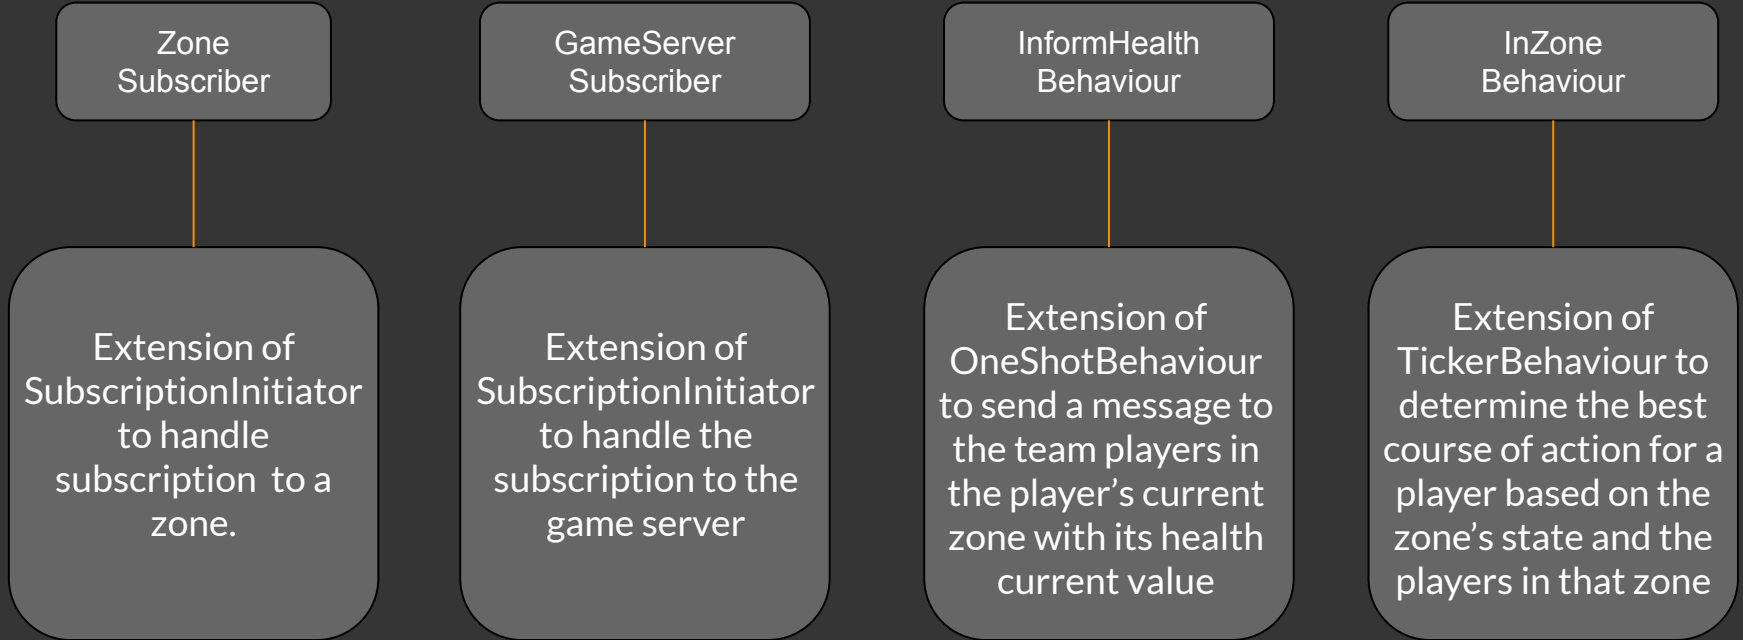 Zone
Subscriber
GameServer
Subscriber
InformHealth
Behaviour
InZone
Behaviour
Extension of
SubscriptionInitiator
to handle
subscription  to a
zone.
Extension of
SubscriptionInitiator
to handle the
subscription to the
game server
Extension of
OneShotBehaviour
to send a message to
the team players in
the player’s current
zone with its health
current value
Extension of
TickerBehaviour to
determine the best
course of action for a
player based on the
zone’s state and the
players in that zone